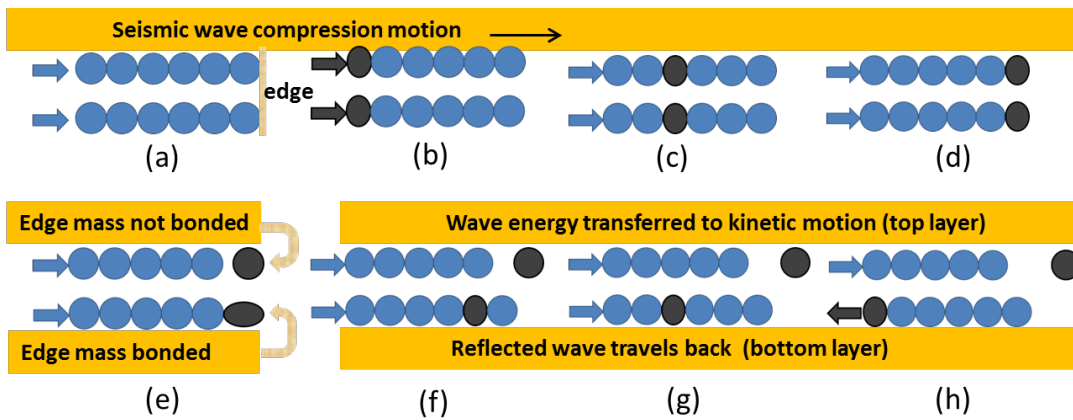 Seismic wave compression motion
edge
(a)
(b)
(c)
(d)
Edge mass not bonded
Wave energy transferred to kinetic motion (top layer)
Edge mass bonded
Reflected wave travels back (bottom layer)
(e)
(f)
(g)
(h)